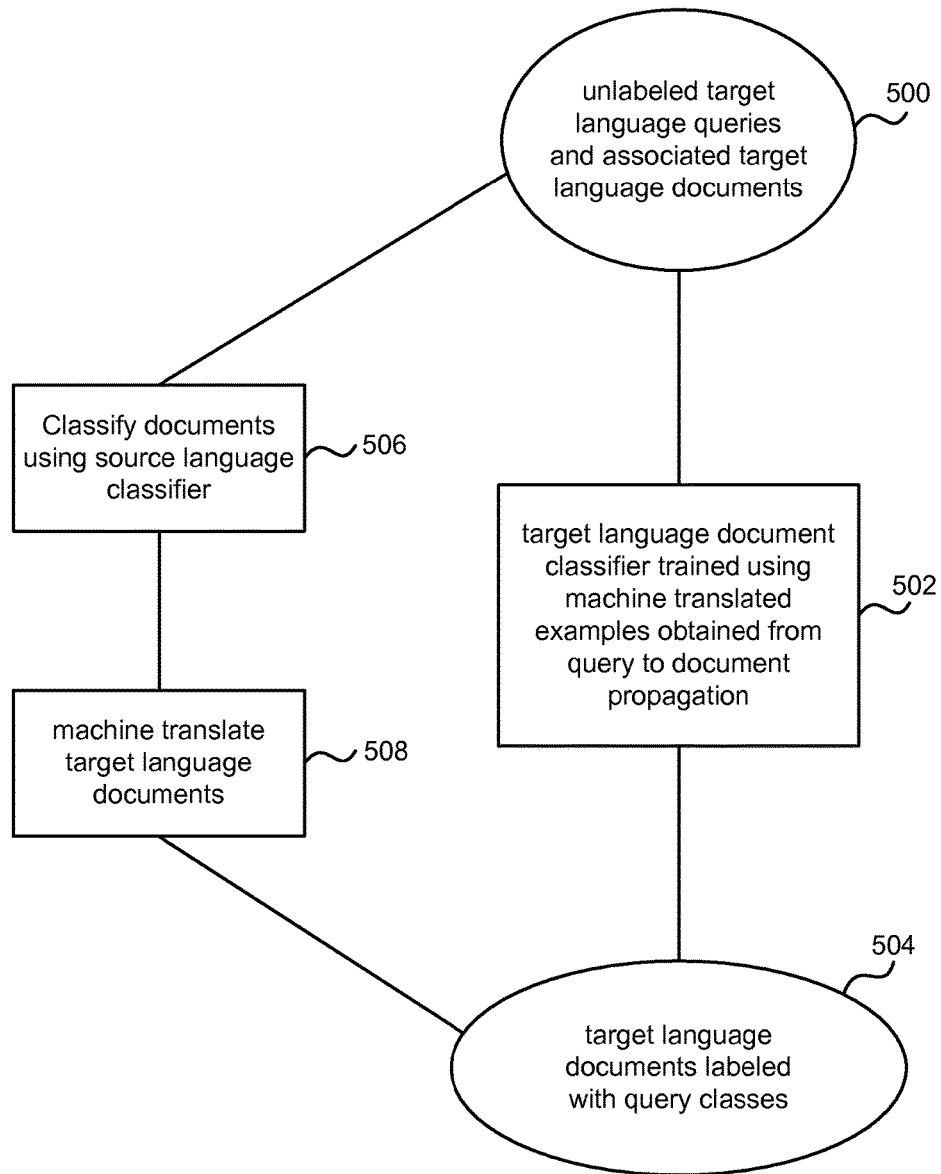 unlabeled target
language queries
and associated target
language documents
500
Classify documents
using source language
classifier
506
target language document
classifier trained using
machine translated
examples obtained from
query to document
propagation
502
machine translate
target language
documents
508
504
target language
documents labeled
with query classes